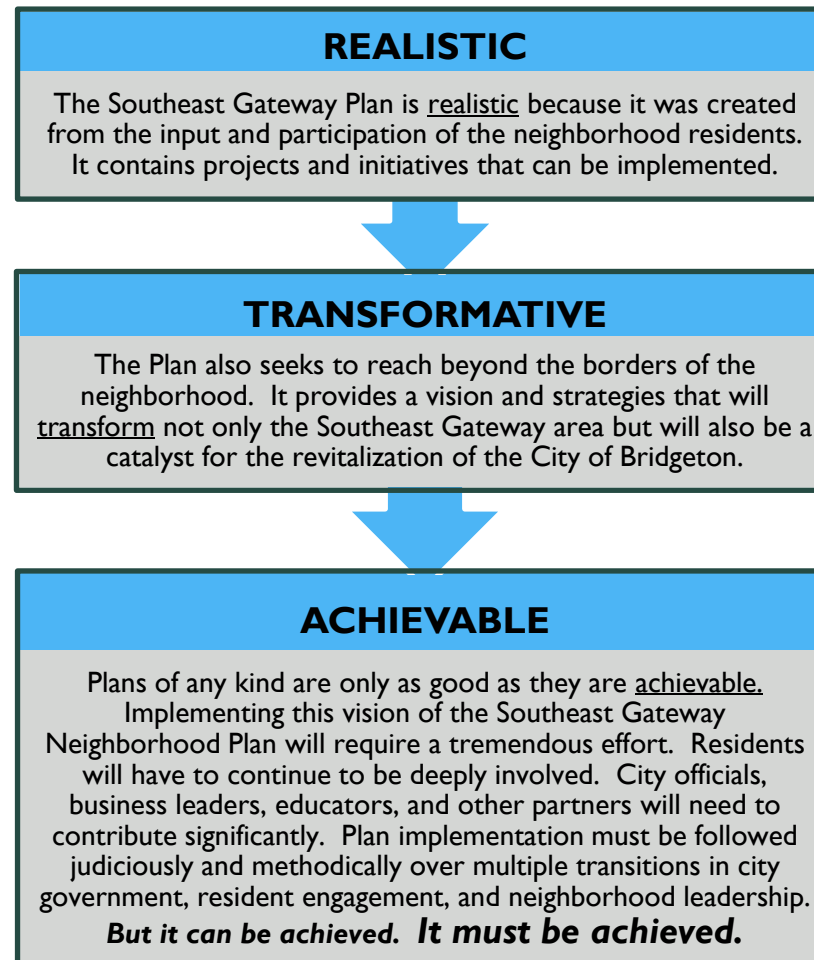 REALISTIC
The Southeast Gateway Plan is realistic because it was created
from the input and participation of the neighborhood residents.
It contains projects and initiatives that can be implemented.
TRANSFORMATIVE
The Plan also seeks to reach beyond the borders of the
neighborhood.  It provides a vision and strategies that will
transform not only the Southeast Gateway area but will also be a
catalyst for the revitalization of the City of Bridgeton.
ACHIEVABLE
Plans of any kind are only as good as they are achievable.
Implementing this vision of the Southeast Gateway
Neighborhood Plan will require a tremendous effort.  Residents
will have to continue to be deeply involved.  City officials,
business leaders, educators, and other partners will need to
contribute significantly.  Plan implementation must be followed
judiciously and methodically over multiple transitions in city
government, resident engagement, and neighborhood leadership.
But it can be achieved.  It must be achieved.